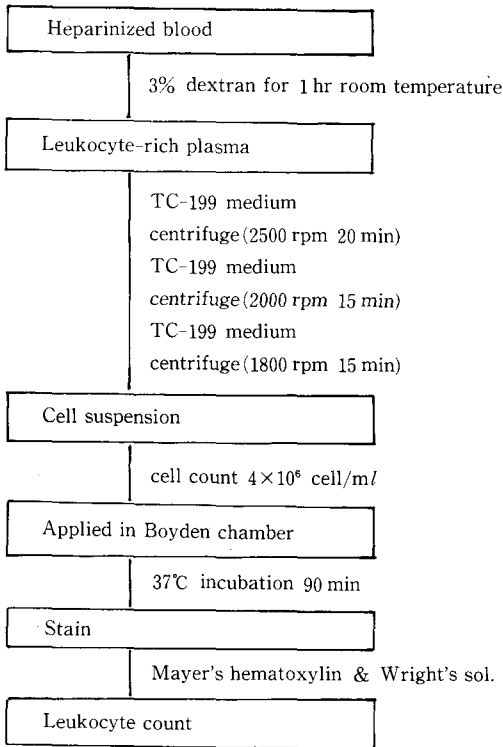 Heparinized blood
3% dextran for 1 hr room temperature
Leukocyte-rich plasma
TC-199 medium
centrifuge(2500 rpm 20 min)
TC-199 medium
centrifuge(2000 rpm 15 min)
TC-199 medium
centrifuge(1800 rpm 15 min)
Cell suspension
cell count 4×10⁶ cell/ml
Applied in Boyden chamber
37℃ incubation 90 min
Stain
Mayer's hematoxylin & Wright's sol.
Leukocyte count